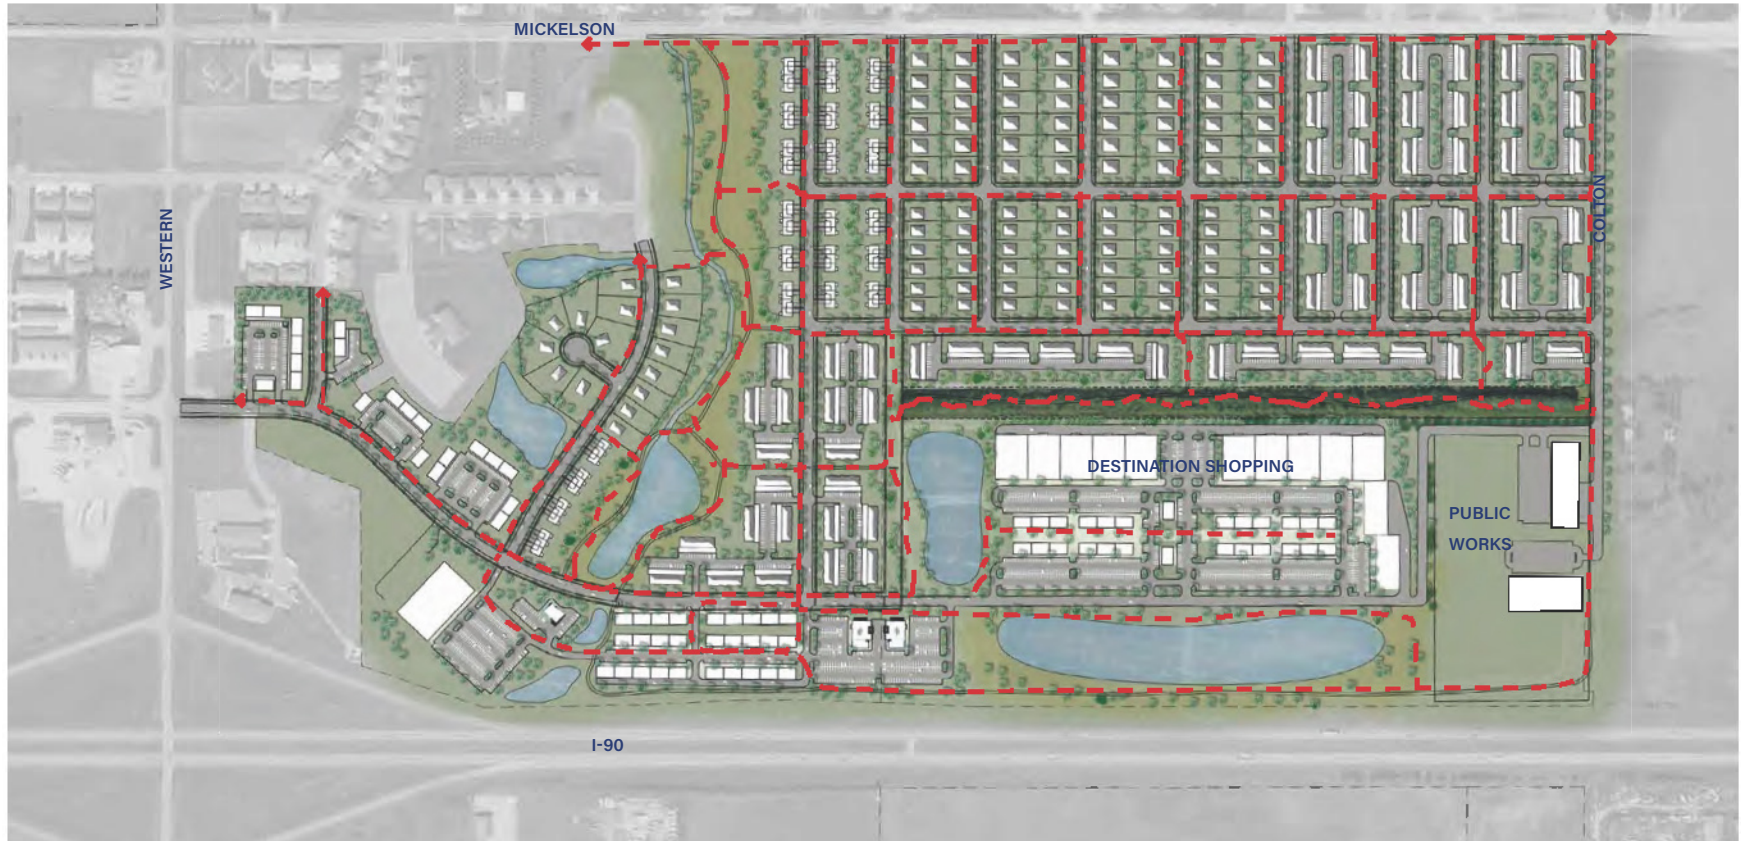 MICKELSON
WESTERN
COLTON
DESTINATION SHOPPING
PUBLIC
WORKS
I-90